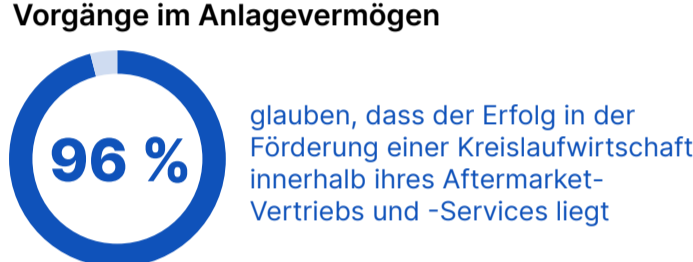 Vorgänge im Anlagevermögen
96 %
glauben, dass der Erfolg in der
Förderung einer Kreislaufwirtschaft
innerhalb ihres Aftermarket-
Vertriebs und -Services liegt